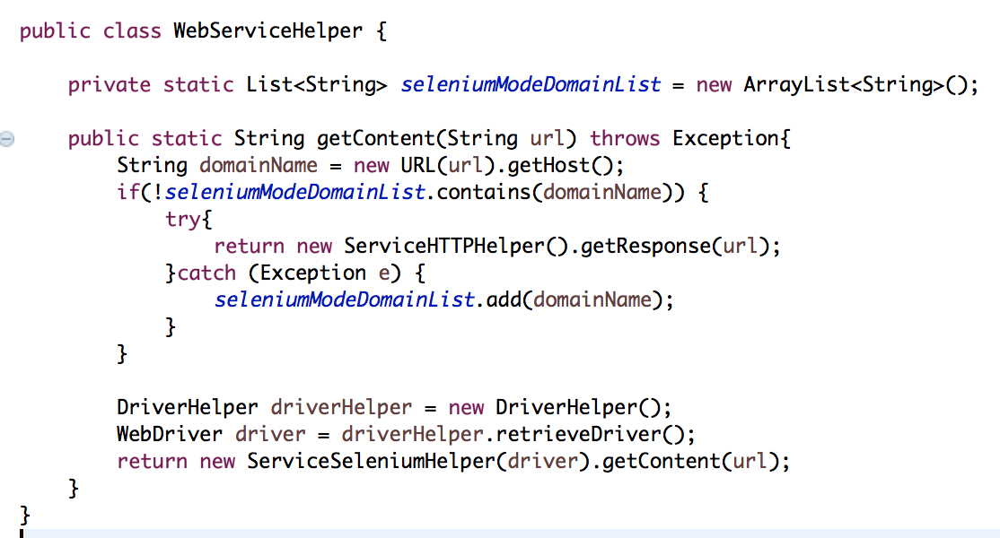 public class WebServiceHelper {
private static List<String> seleniumModeDomainList = new ArrayList<String>();
public static String getContent(String url) throws Exception{
String domainName = new URL(url).getHost();
if(!seleniumModeDomainList.contains(domainName)) {
try{
return new ServiceHTTPHelper().getResponse(url);
}catch (Exception e) {
seleniumModeDomainList.add(domainName);
}
}
DriverHelper driverHelper = new DriverHelper();
WebDriver driver = driverHelper.retrieveDriver();
return new ServiceSeleniumHelper(driver).getContent(url);
}
}